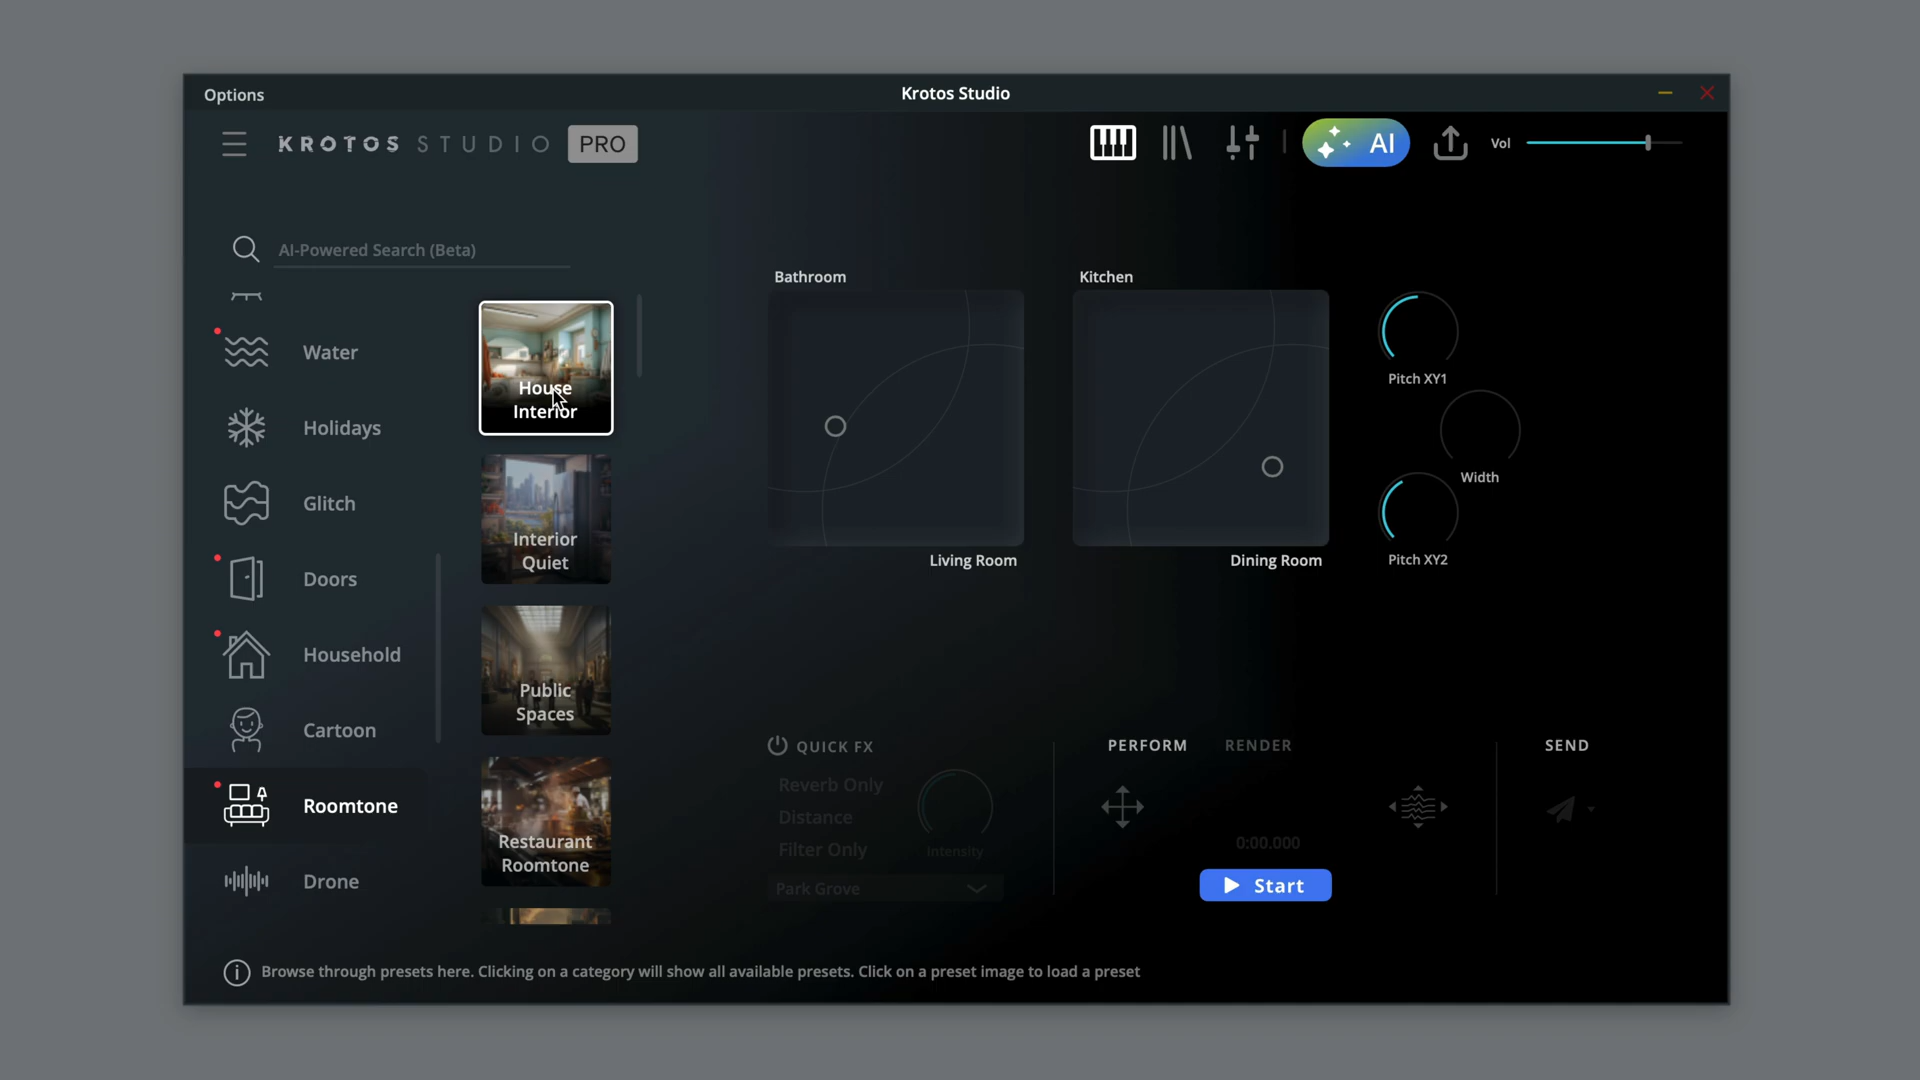 Options
Krotos Studio
KROTOS STUDIO PRO
AI
Vol
AI-Powered Search (Beta)
Water
Holidays
Glitch
Doors
Household
Cartoon
Roomtone
Drone
House
Interior
Interior
Quiet
Public
Spaces
Restaurant
Roomtone
Bathroom
Living Room
Kitchen
Dining Room
Pitch XY1
Width
Pitch XY2
QUICK FX
Reverb Only
Distance
Filter Only
Intensity
Park Grove
PERFORM
RENDER
0:00.000
Start
SEND
Browse through presets here. Clicking on a category will show all available presets. Click on a preset image to load a preset